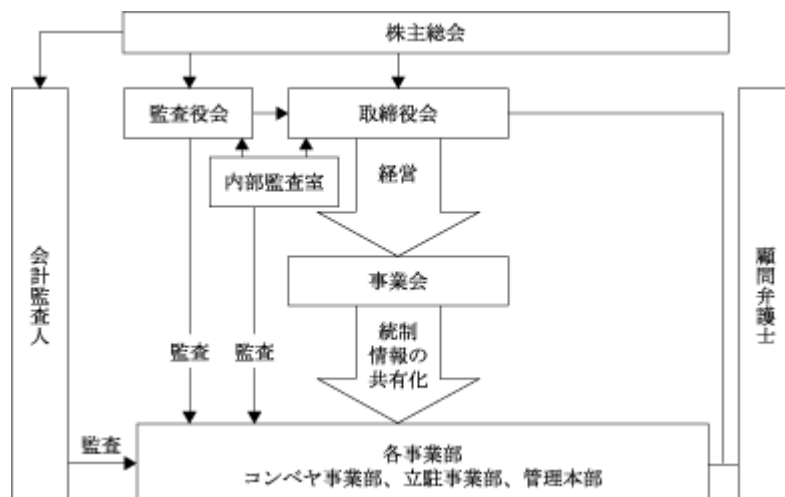 株主総会
監査役会
取締役会
内部監査室
経営
会計監査人
顧問弁護士
事業会
監査
監査
統制
情報の
共有化
監査
各事業部
コンベヤ事業部、立駐事業部、管理本部